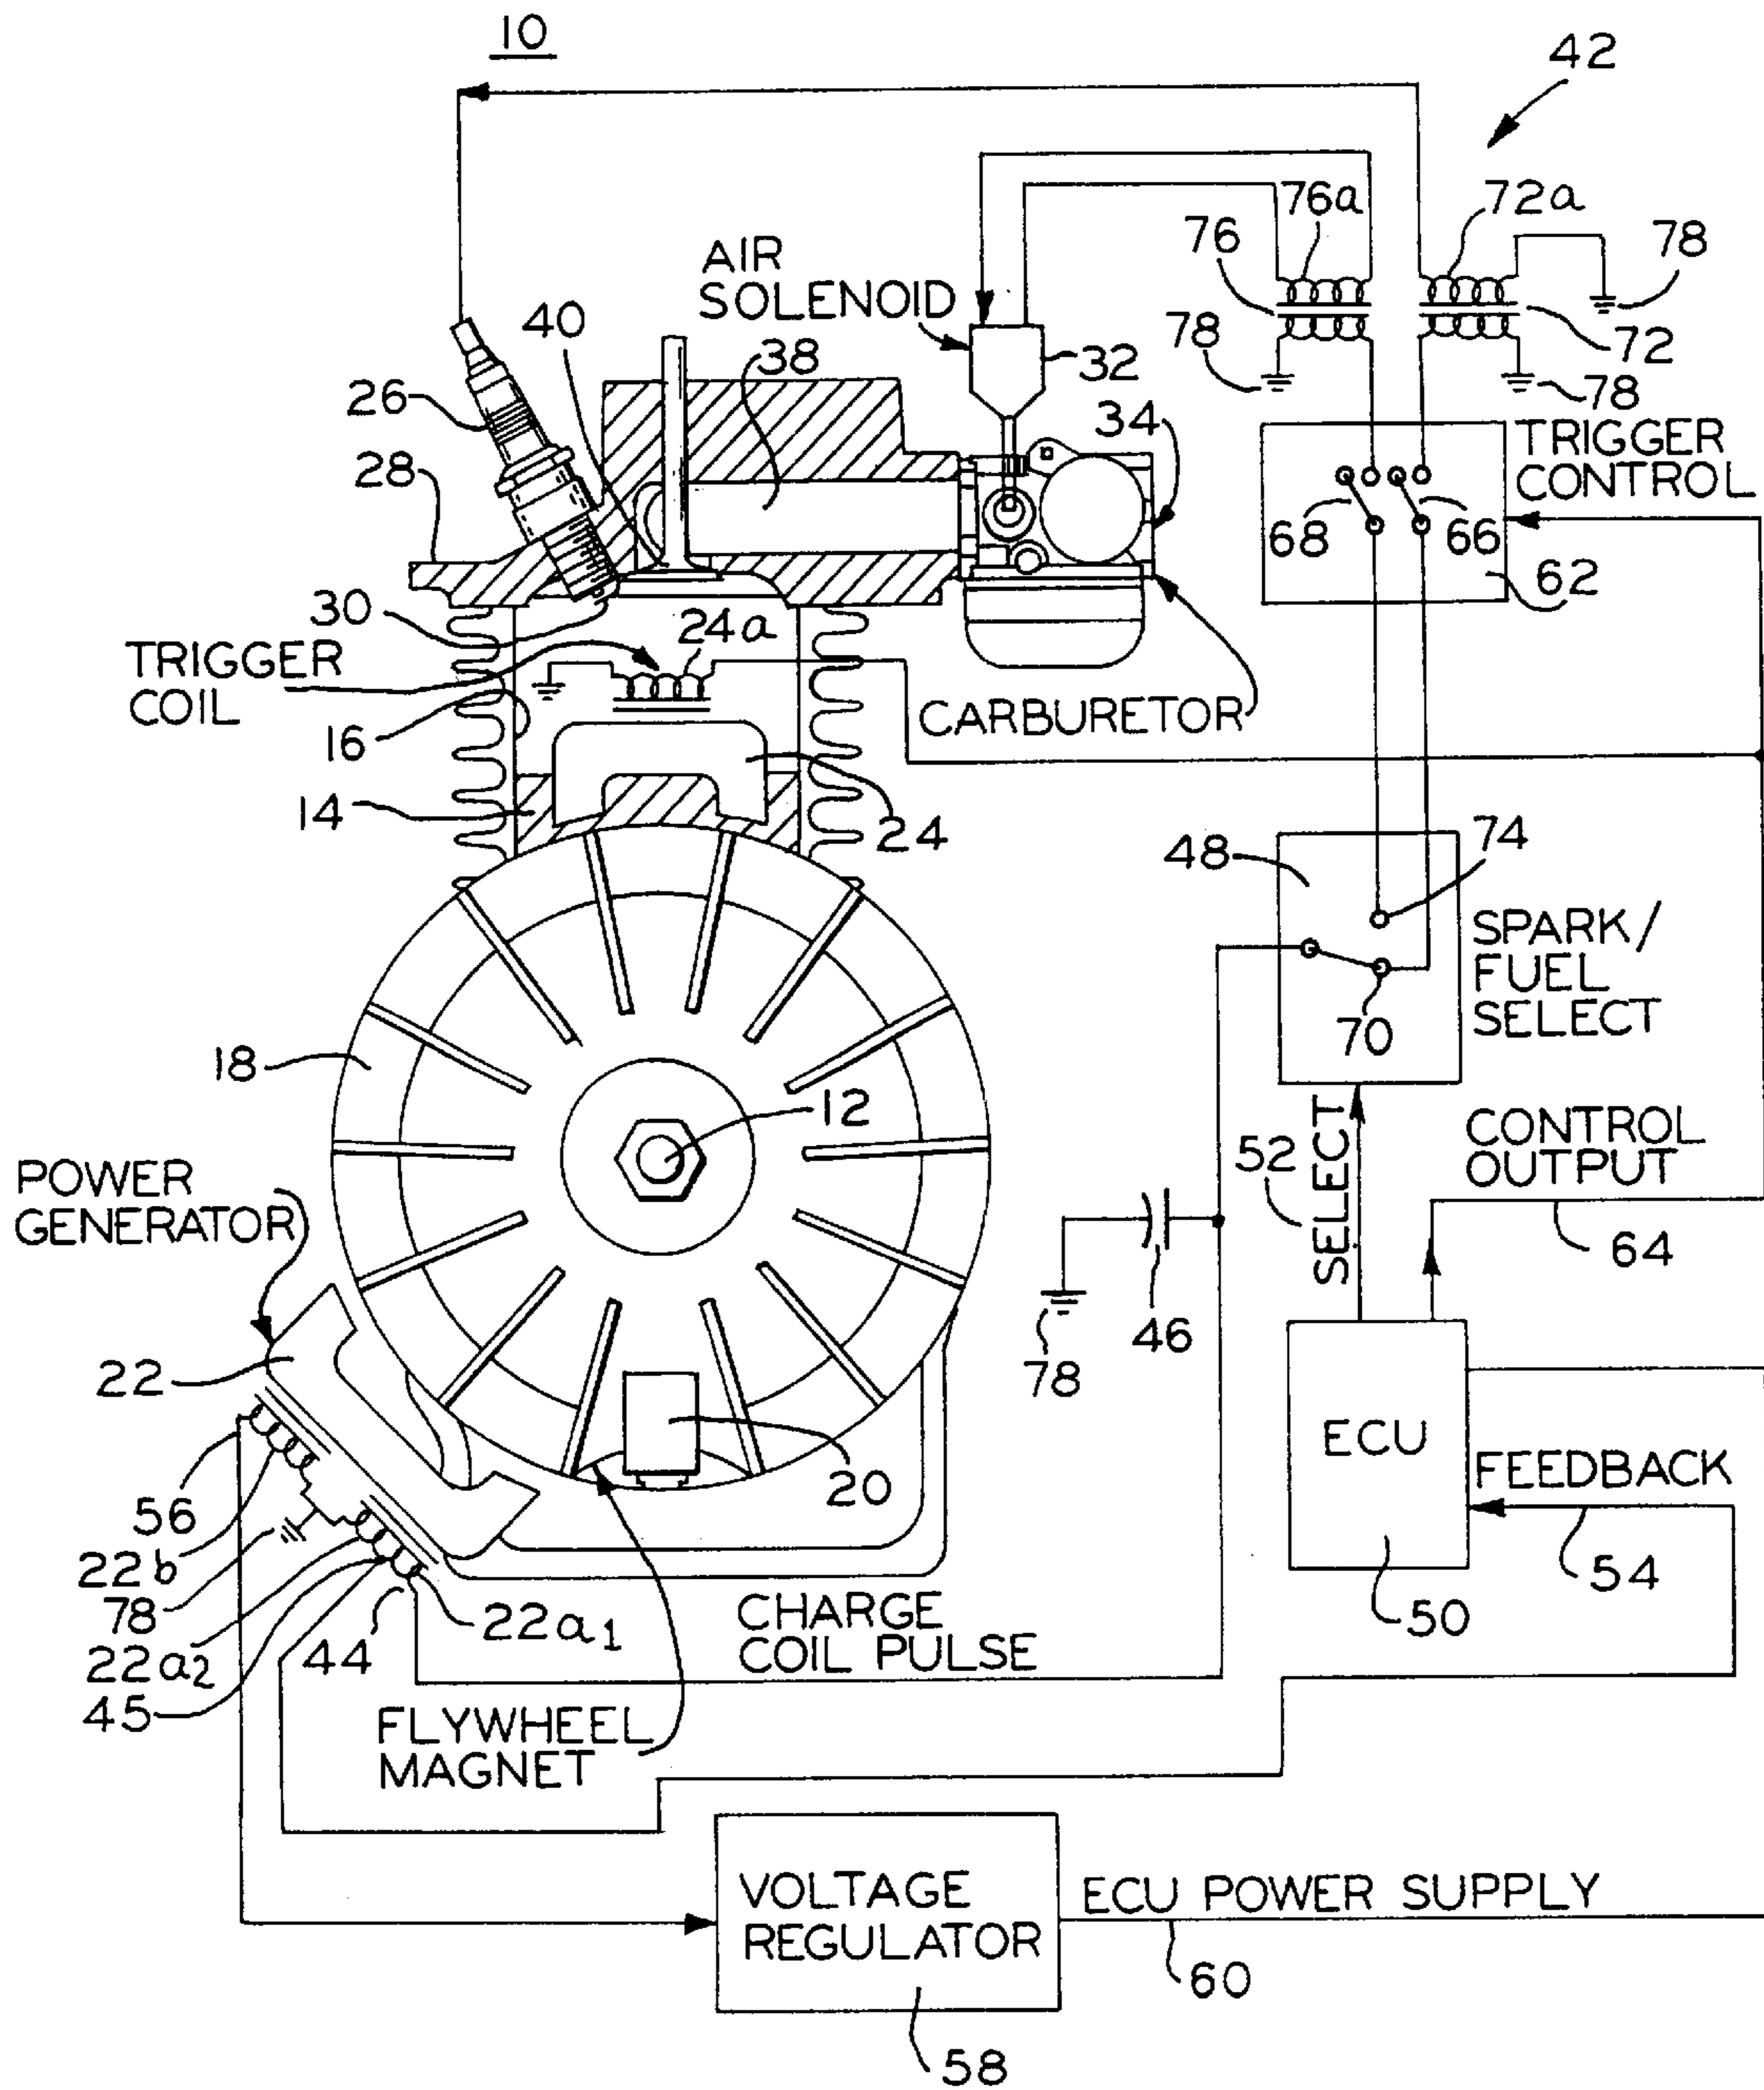 10
42
76a
72a
76
78
AIR
SOLENOID
40
38
78
32
72
78
26
34
TRIGGER
CONTROL
28
68
66
62
30
24a
TRIGGER
COIL
16
CARBURETOR
14
24
48
74
SPARK/
FUEL
SELECT
70
18
12
CONTROL
OUTPUT
52
SELECT
POWER
GENERATOR
64
46
78
22
ECU
FEEDBACK
20
56
22b
54
78
50
22a2
44
22a1
CHARGE
COIL PULSE
45
FLYWHEEL
MAGNET
VOLTAGE
REGULATOR
ECU POWER SUPPLY
60
58